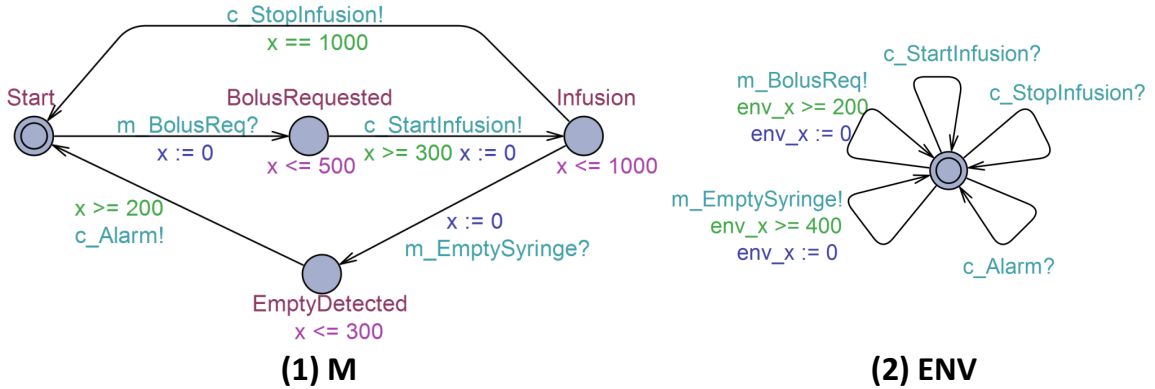 c_StopInfusion!
x == 1000
Start
BolusRequested
Infusion
m_BolusReq?
x := 0
c_StartInfusion!
x >= 300 x := 0
x <= 500
x <= 1000
x >= 200
c_Alarm!
x := 0
m_EmptySyringe?
EmptyDetected
x <= 300
(1) M
c_StartInfusion?
m_BolusReq!
env_x >= 200
env_x := 0
c_StopInfusion?
m_EmptySyringe!
env_x >= 400
env_x := 0
c_Alarm?
(2) ENV